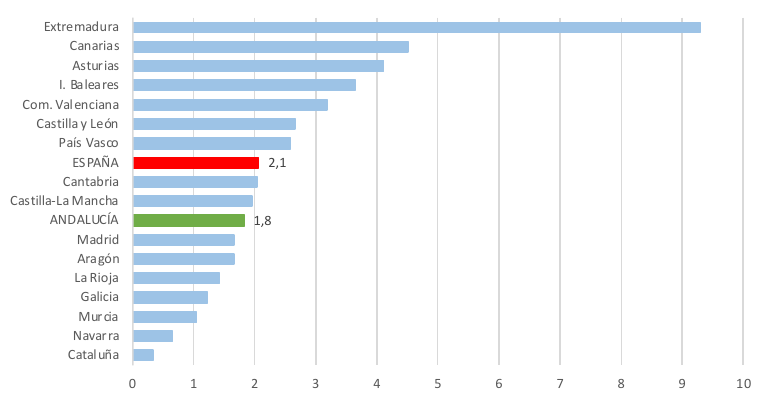 Extremadura
Canarias
Asturias
I. Baleares
Com. Valenciana
Castilla y León
País Vasco
ESPAÑA 2,1
Cantabria
Castilla-La Mancha
ANDALUCÍA 1,8
Madrid
Aragón
La Rioja
Galicia
Murcia
Navarra
Cataluña
0 1 2 3 4 5 6 7 8 9 10